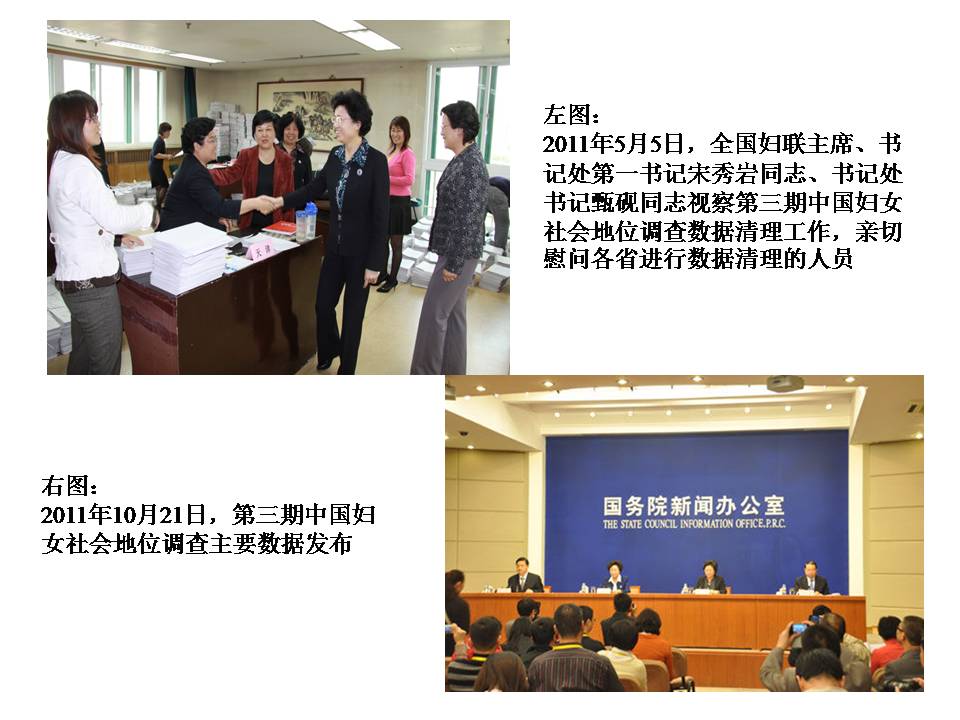 左图：
2011年5月5日，全国妇联主席、书
记处第一书记宋秀岩同志、书记处
书记甄砚同志视察第三期中国妇女
社会地位调查数据清理工作，亲切
慰问各省进行数据清理的人员
天津
右图：
2011年10月21日，第三期中国妇
女社会地位调查主要数据发布
国务院新闻办公室
THE STATE COUNCIL INFORMATION OFFICE,P.R.C.